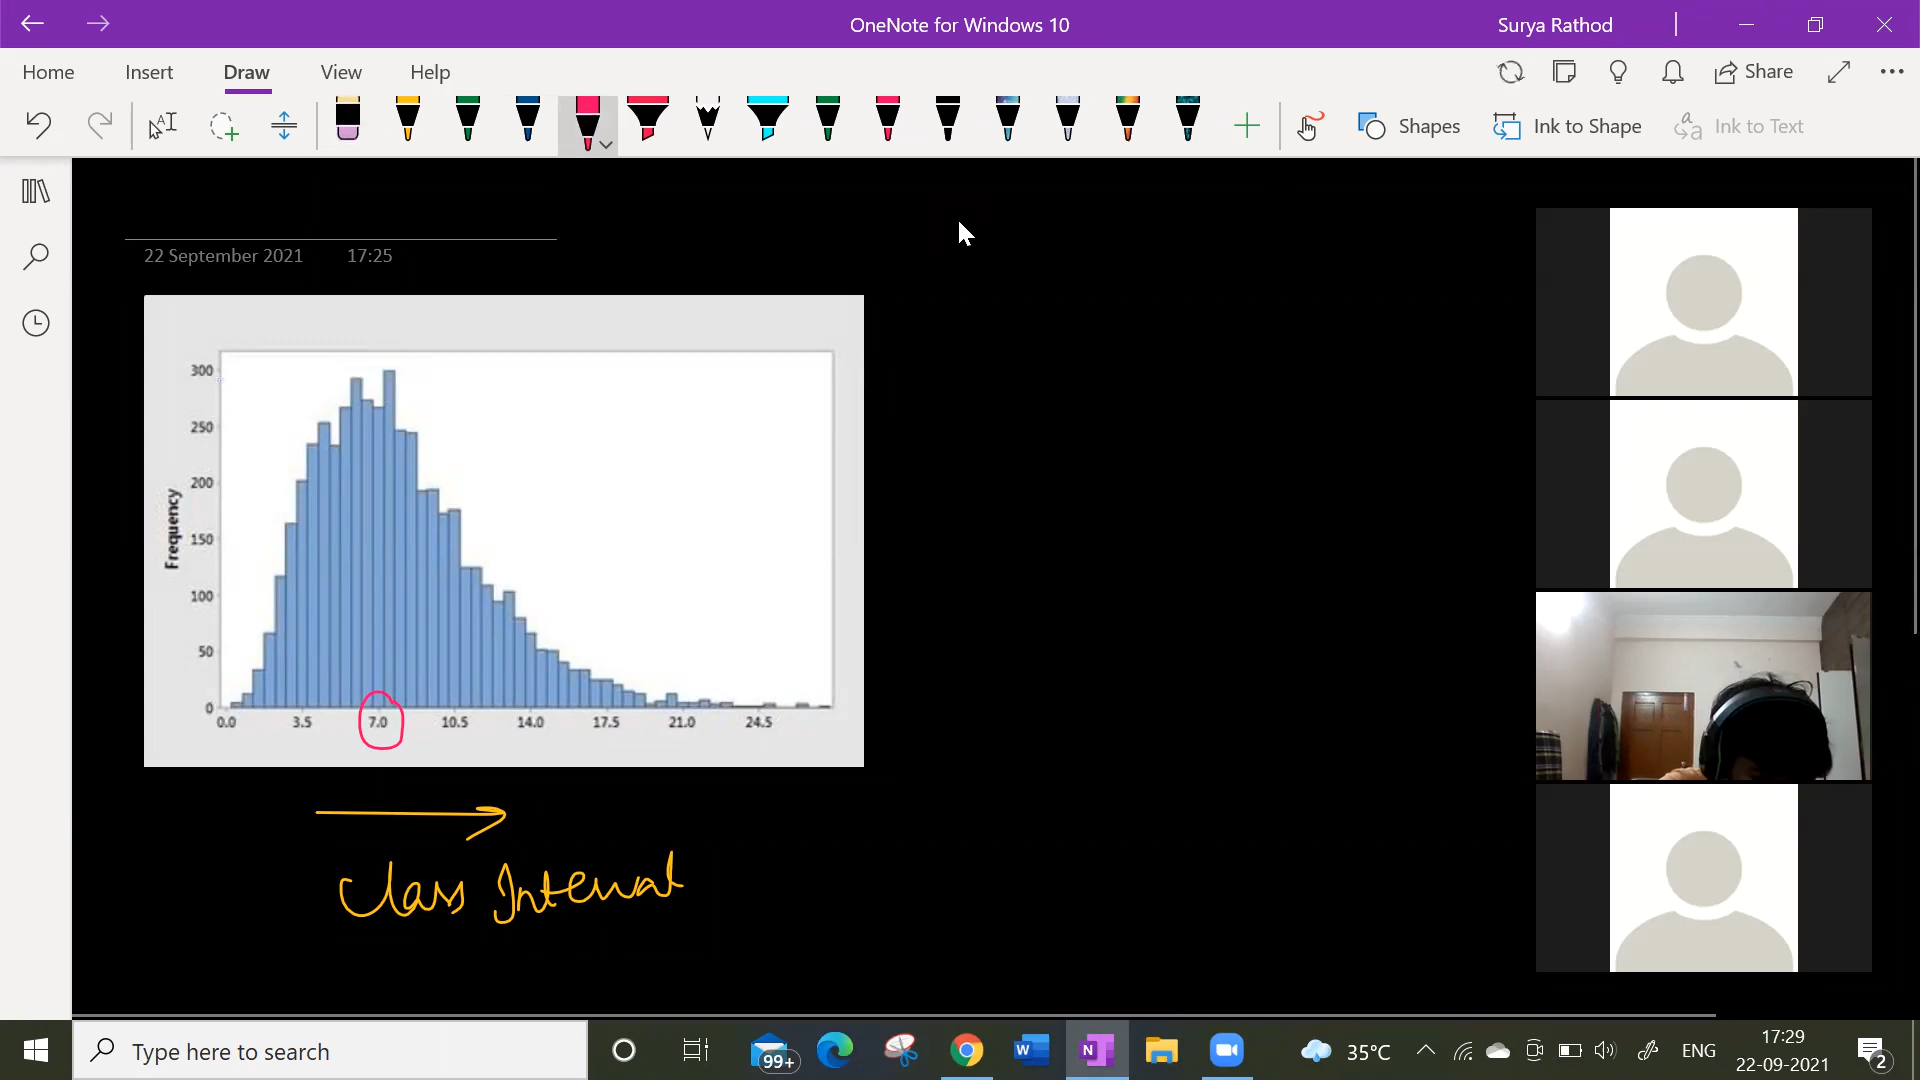 OneNote for Windows 10
Surya Rathod
Home Insert Draw View Help
Share
Shapes
Ink to Shape
Ink to Text
22 September 2021 17:25
Frequency
300
250
200
150
100
50
0
0.0 3.5 7.0 10.5 14.0 17.5 21.0 24.5
Class Interval
Type here to search
99+
35°C
ENG
17:29
22-09-2021
2